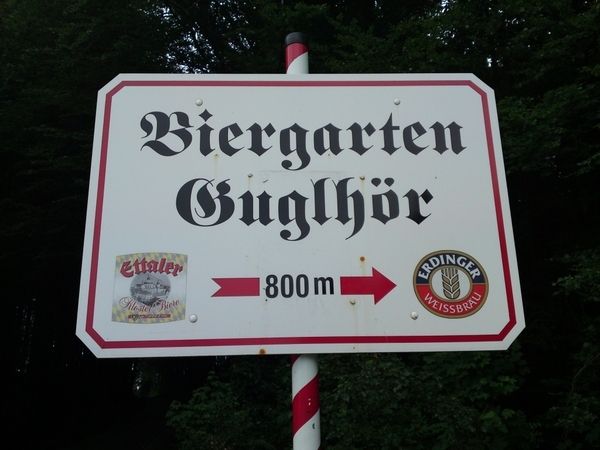 Biergarten
Guglhör
Ettaler
Kloster Biere
800 m
ERDINGER
WEISSBRÄU